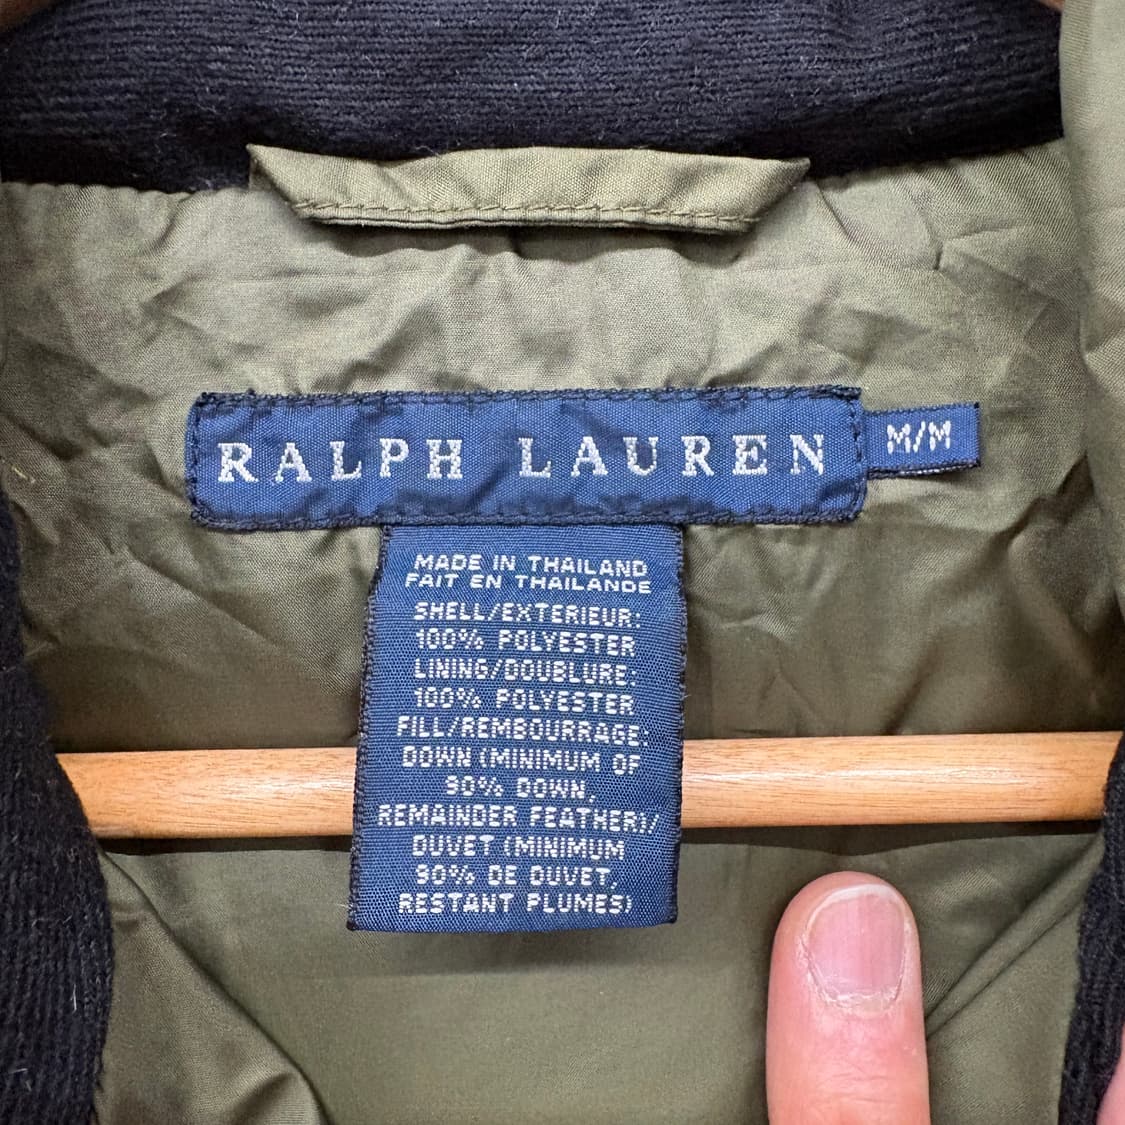 RALPH LAUREN
M/M
MADE IN THAILAND
FAIT EN THAILANDE
SHELL/EXTERIEUR:
100% POLYESTER
LINING/DOUBLURE:
100% POLYESTER
FILL/REMBOURRAGE:
DOWN (MINIMUM OF
90% DOWN,
REMAINDER FEATHER)/
DUVET (MINIMUM
90% DE DUVET,
RESTANT PLUMES)